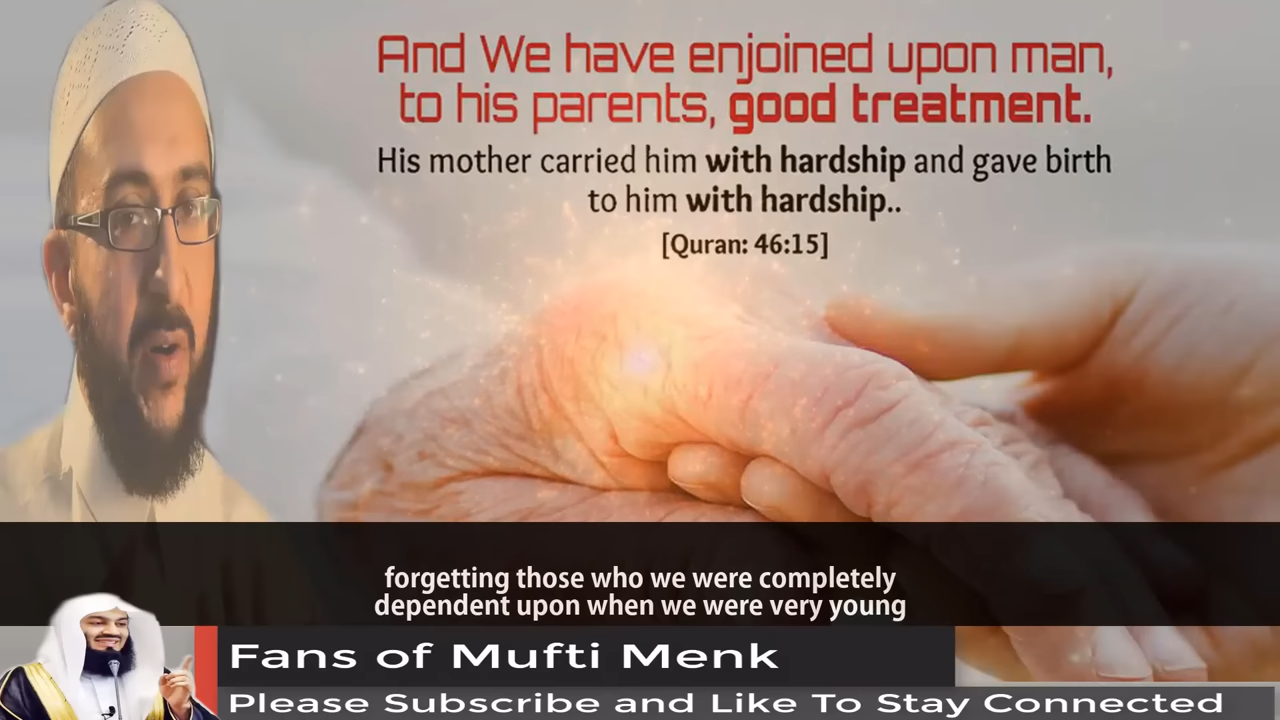 And We have enjoined upon man,
to his parents, good treatment.
His mother carried him with hardship and gave birth
to him with hardship..
[Quran: 46:15]
forgetting those who we were completely
dependent upon when we were very young
Fans of Mufti Menk
Please Subscribe and Like To Stay Connected